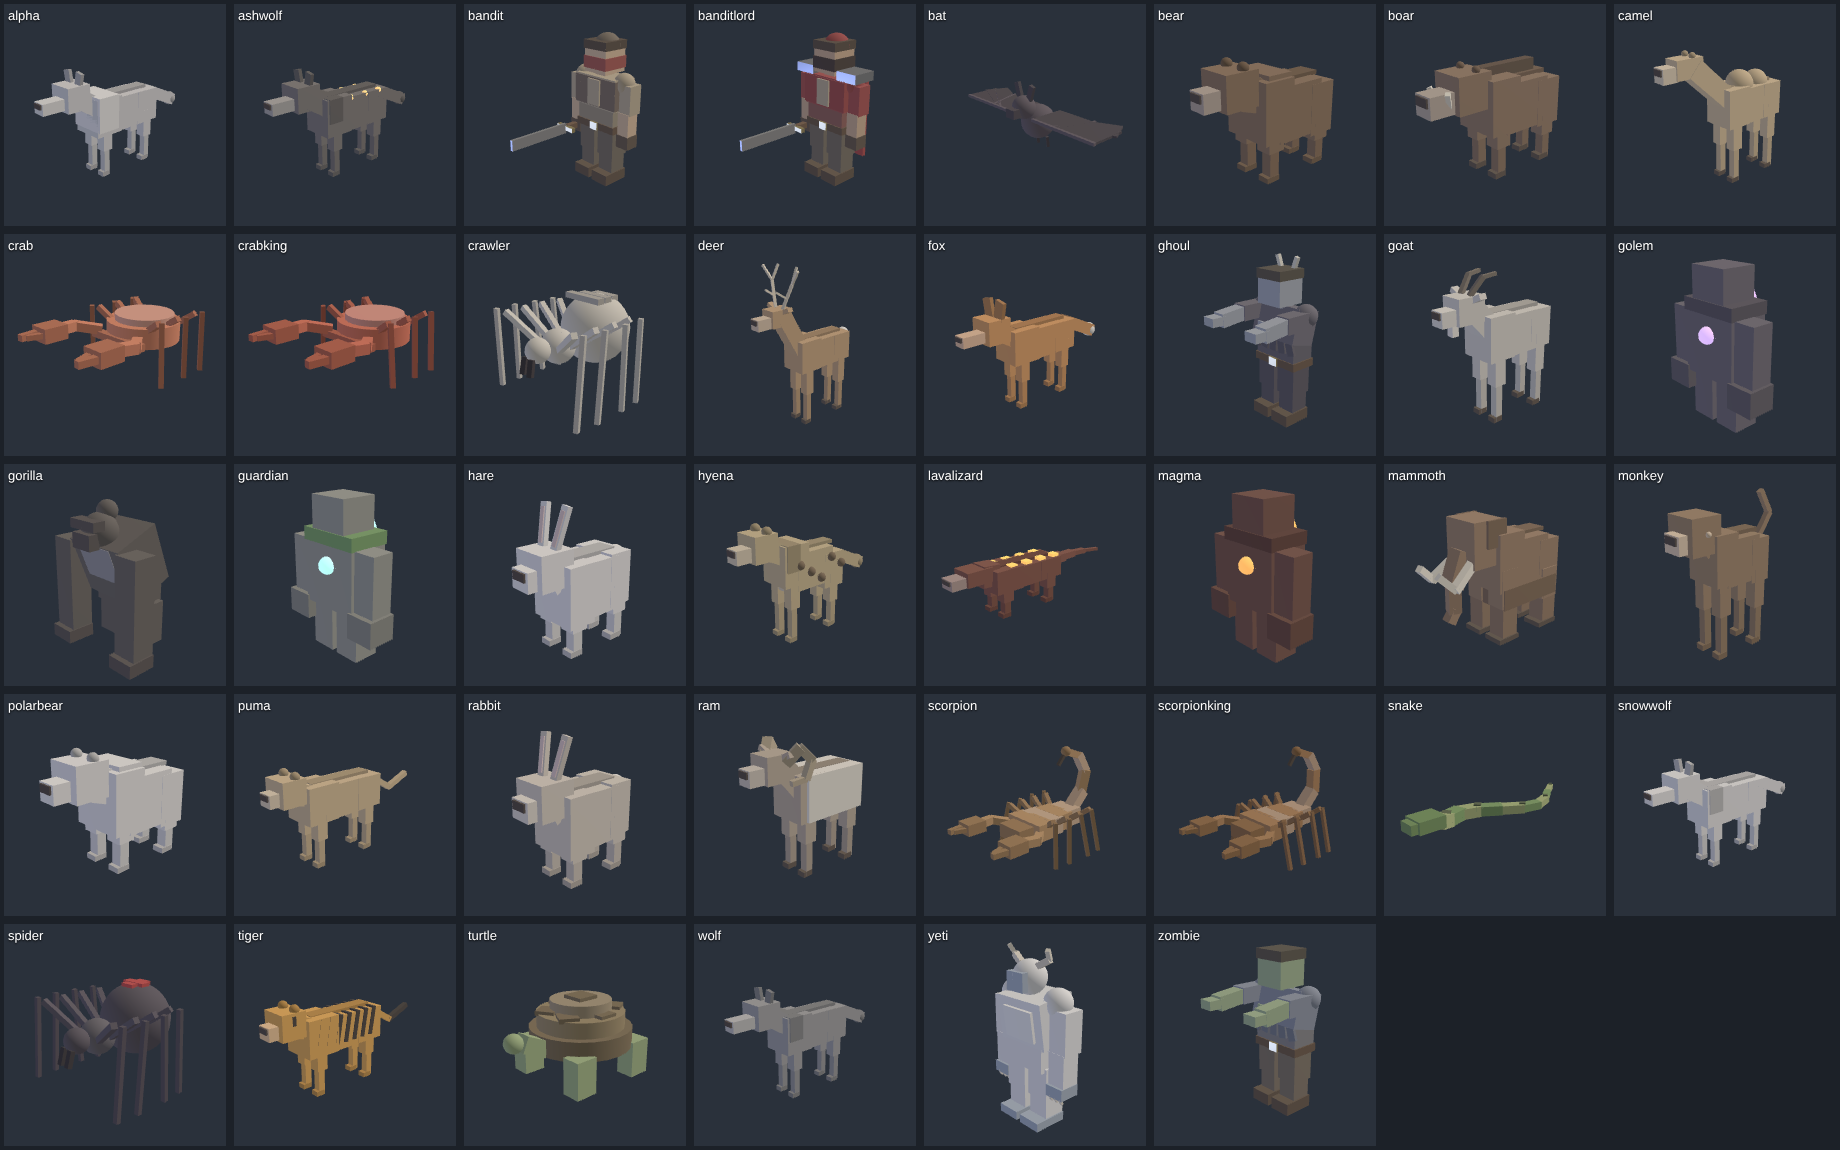 alpha
ashwolf
bandit
banditlord
bat
bear
boar
camel
crab
crabking
crawler
deer
fox
ghoul
goat
golem
gorilla
guardian
hare
hyena
lavalizard
magma
mammoth
monkey
polarbear
puma
rabbit
ram
scorpion
scorpionking
snake
snowwolf
spider
tiger
turtle
wolf
yeti
zombie